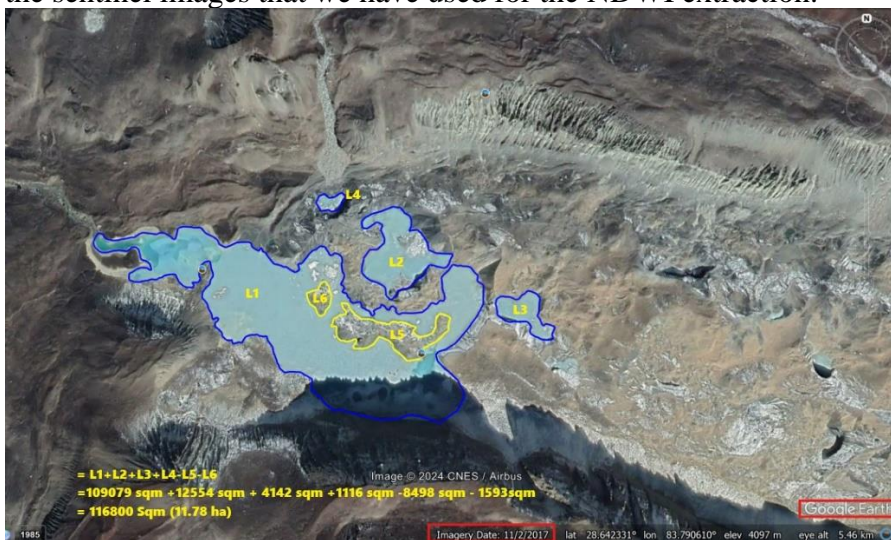 the sentinel images that we have used for the NDWI extraction.
N
L4
L2
L1
L6
L3
L5
= L1+L2+L3+L4-L5-L6
=109079 sqm +12554 sqm + 4142 sqm +1116 sqm -8498 sqm - 1593sqm
= 116800 Sqm (11.78 ha)
Image © 2024 CNES / Airbus
Google Earth
1985
Imagery Date: 11/2/2017 lat 28.642331° lon 83.790610° elev 4097 m eye alt 5.46 km